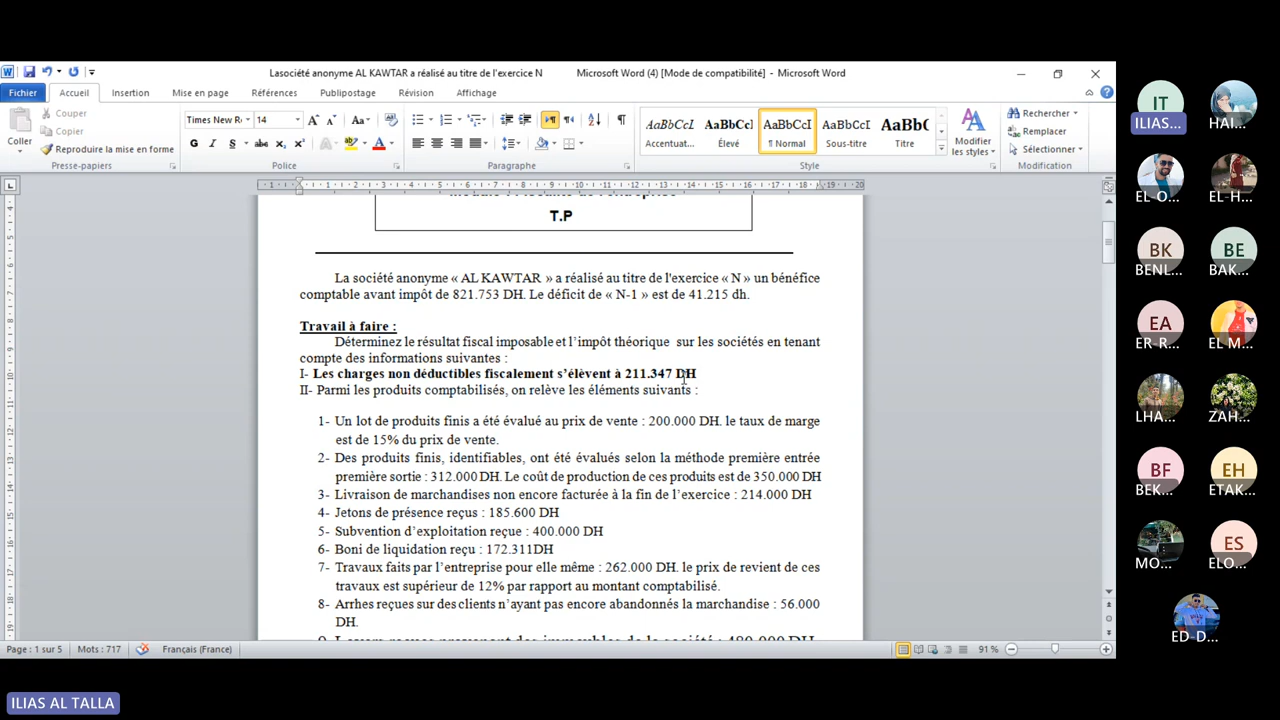 Lasociété anonyme AL KAWTAR a réalisé au titre de l'exercice N Microsoft Word (4) [Mode de compatibilité] - Microsoft Word
Fichier Accueil Insertion Mise en page Références Publipostage Révision Affichage
Coller
Couper
Copier
Reproduire la mise en forme
Presse-papiers
Times New R 14
G I S abc x₂ x²
Police
Paragraphe
AaBbCcL AaBbCc AaBbCcI AaBbCcI AaBb(
Accentuat... Élevé ¶ Normal Sous-titre Titre
Style
Modifier
les styles
Rechercher
Remplacer
Sélectionner
Modification
T.P
La société anonyme « AL KAWTAR » a réalisé au titre de l'exercice « N » un bénéfice
comptable avant impôt de 821.753 DH. Le déficit de « N-1 » est de 41.215 dh.
Travail à faire :
Déterminez le résultat fiscal imposable et l'impôt théorique sur les sociétés en tenant
compte des informations suivantes :
I- Les charges non déductibles fiscalement s'élèvent à 211.347 DH
II- Parmi les produits comptabilisés, on relève les éléments suivants :
1- Un lot de produits finis a été évalué au prix de vente : 200.000 DH. le taux de marge
est de 15% du prix de vente.
2- Des produits finis, identifiables, ont été évalués selon la méthode première entrée
première sortie : 312.000 DH. Le coût de production de ces produits est de 350.000 DH
3- Livraison de marchandises non encore facturée à la fin de l'exercice : 214.000 DH
4- Jetons de présence reçus : 185.600 DH
5- Subvention d'exploitation reçue : 400.000 DH
6- Boni de liquidation reçu : 172.311DH
7- Travaux faits par l'entreprise pour elle même : 262.000 DH. le prix de revient de ces
travaux est supérieur de 12% par rapport au montant comptabilisé.
8- Arrhes reçues sur des clients n'ayant pas encore abandonnés la marchandise : 56.000
DH.
Page : 1 sur 5 Mots : 717 Français (France) 91 %
IT
ILIAS... HAI...
EL-O... EL-H...
BK BE
BENL... BAK...
EA
ER-R... EL M...
LHA... ZAH...
BF EH
BEK... ETAK...
ES
MO... ELO...
ED-D...
ILIAS AL TALLA